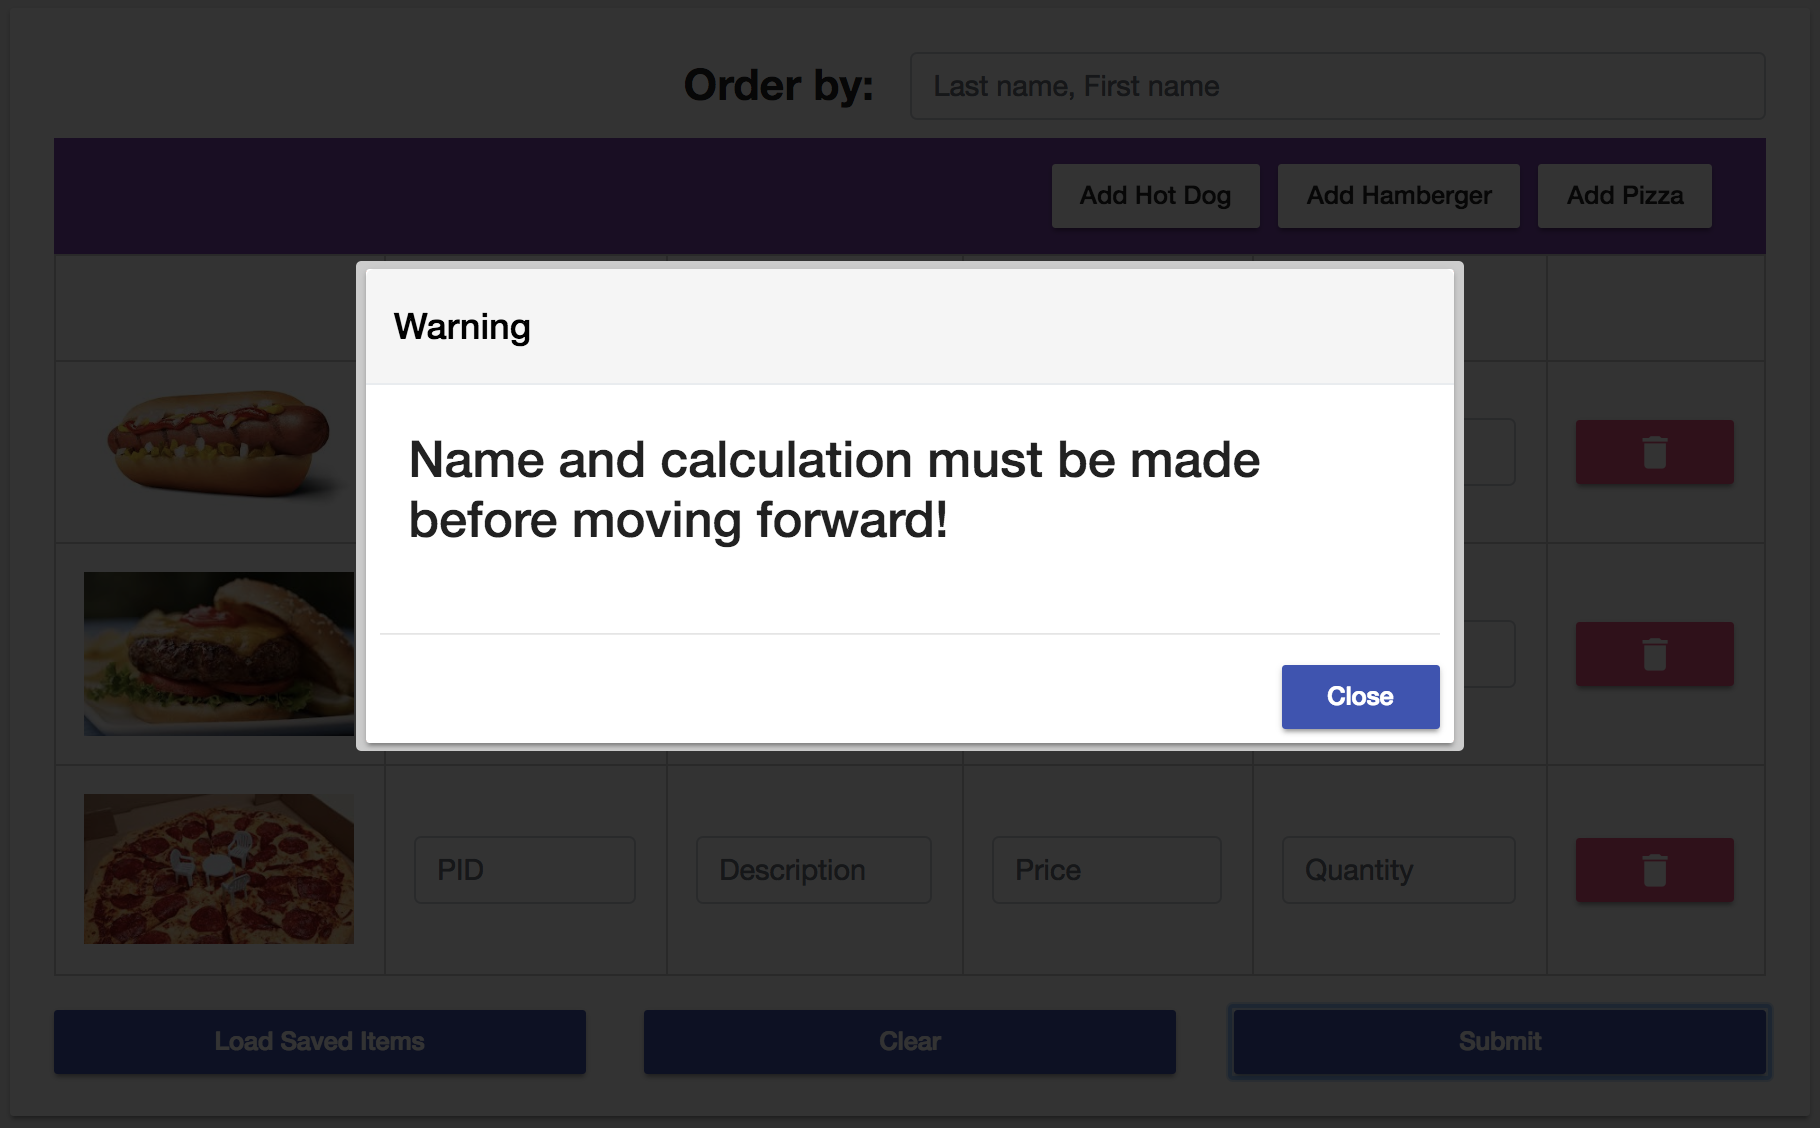 Order by:
Last name, First name
Add Hot Dog
Add Hamberger
Add Pizza
Warning
Name and calculation must be made
before moving forward!
Close
PID
Description
Price
Quantity
Load Saved Items
Clear
Submit